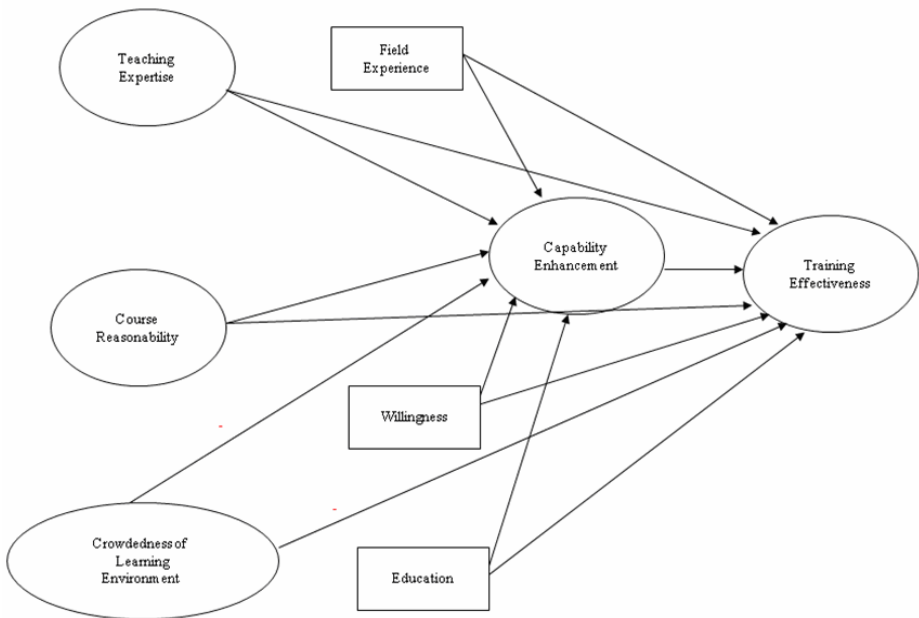 Teaching
Expertise
Field
Experience
Capability
Enhancement
Training
Effectiveness
Course
Reasonability
Willingness
-
-
Crowdedness of
Learning
Environment
Education